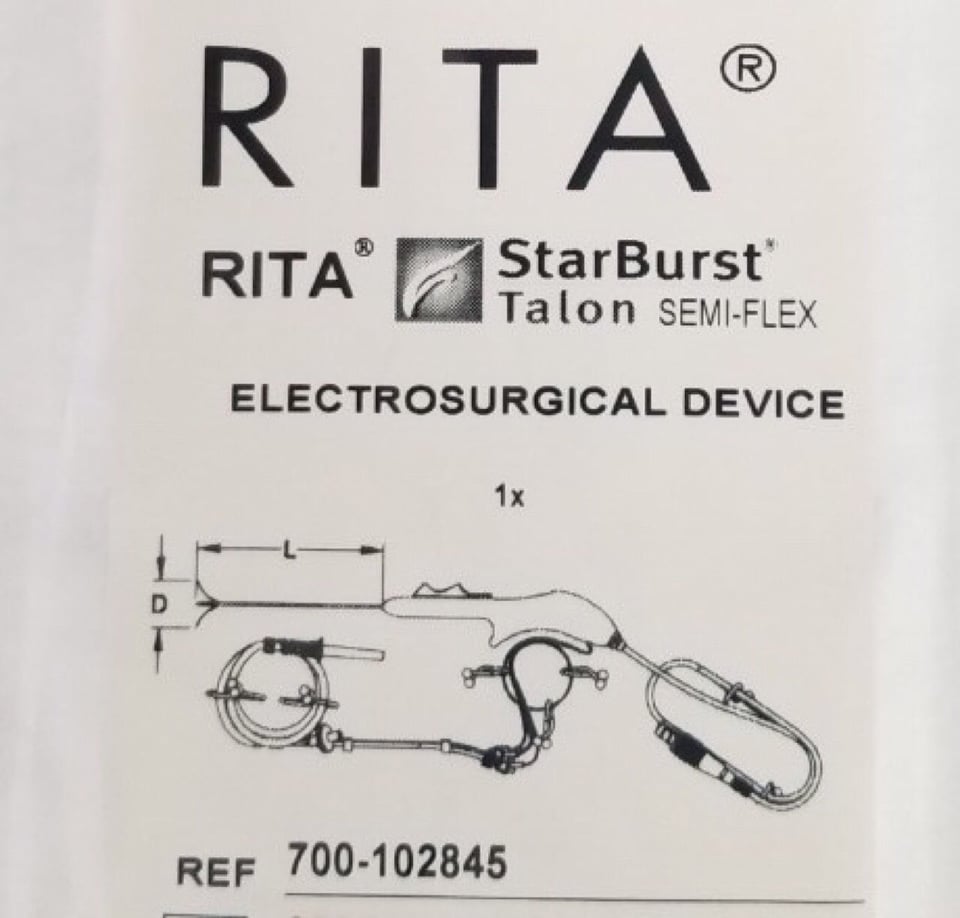 RITA®
RITA® StarBurst®
Talon SEMI-FLEX
ELECTROSURGICAL DEVICE
1x
L
D
REF 700-102845